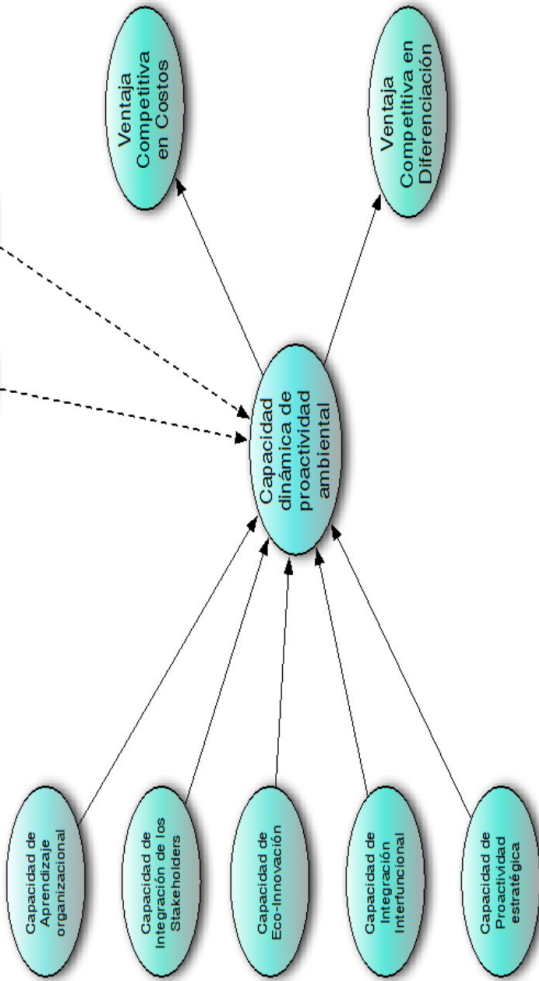 Capacidad de
Aprendizaje
organizacional
Capacidad de
Integración de los
Stakeholders
Capacidad de
Eco-Innovación
Capacidad de
Integración
Interfuncional
Capacidad de
Proactividad
estratégica
Capacidad
dinámica de
proactividad
ambiental
Ventaja
Competitiva
en Costos
Ventaja
Competitiva en
Diferenciación